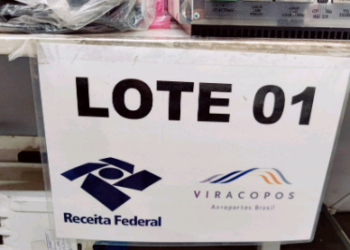 LOTE 01
Receita Federal
VIRACOPOS
Aeroportos Brasil